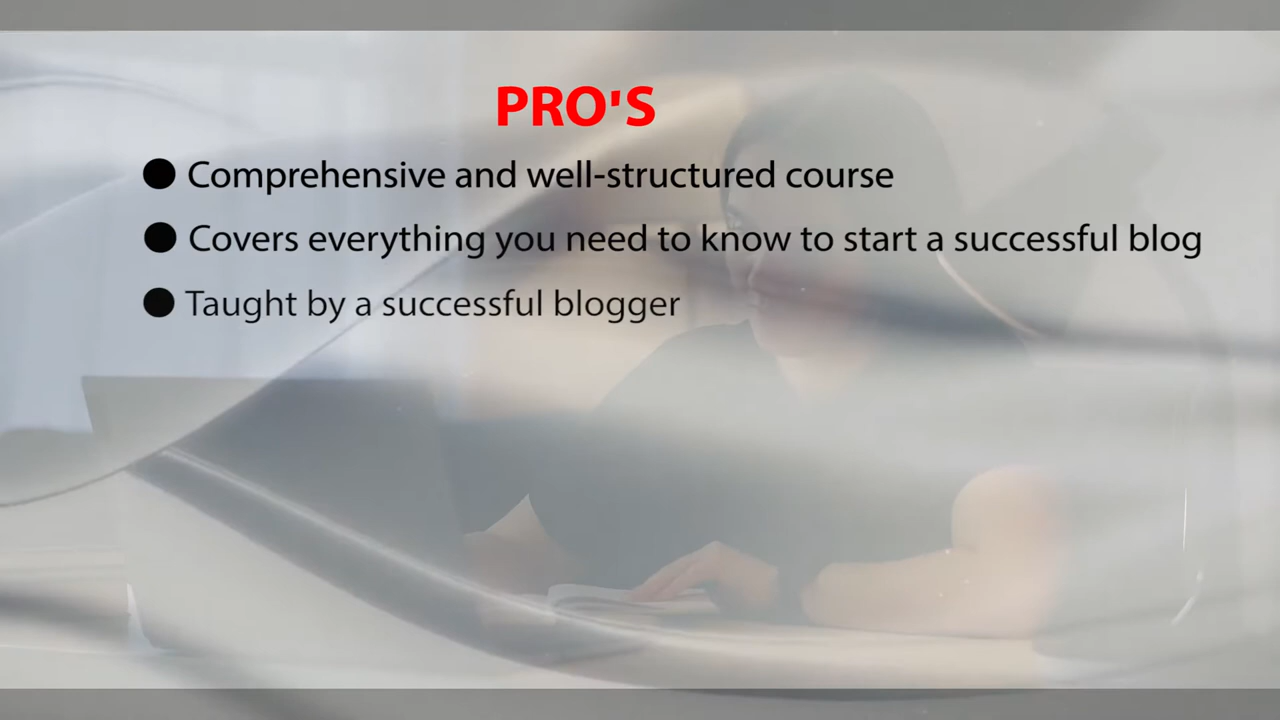 PRO'S
● Comprehensive and well-structured course
● Covers everything you need to know to start a successful blog
● Taught by a successful blogger